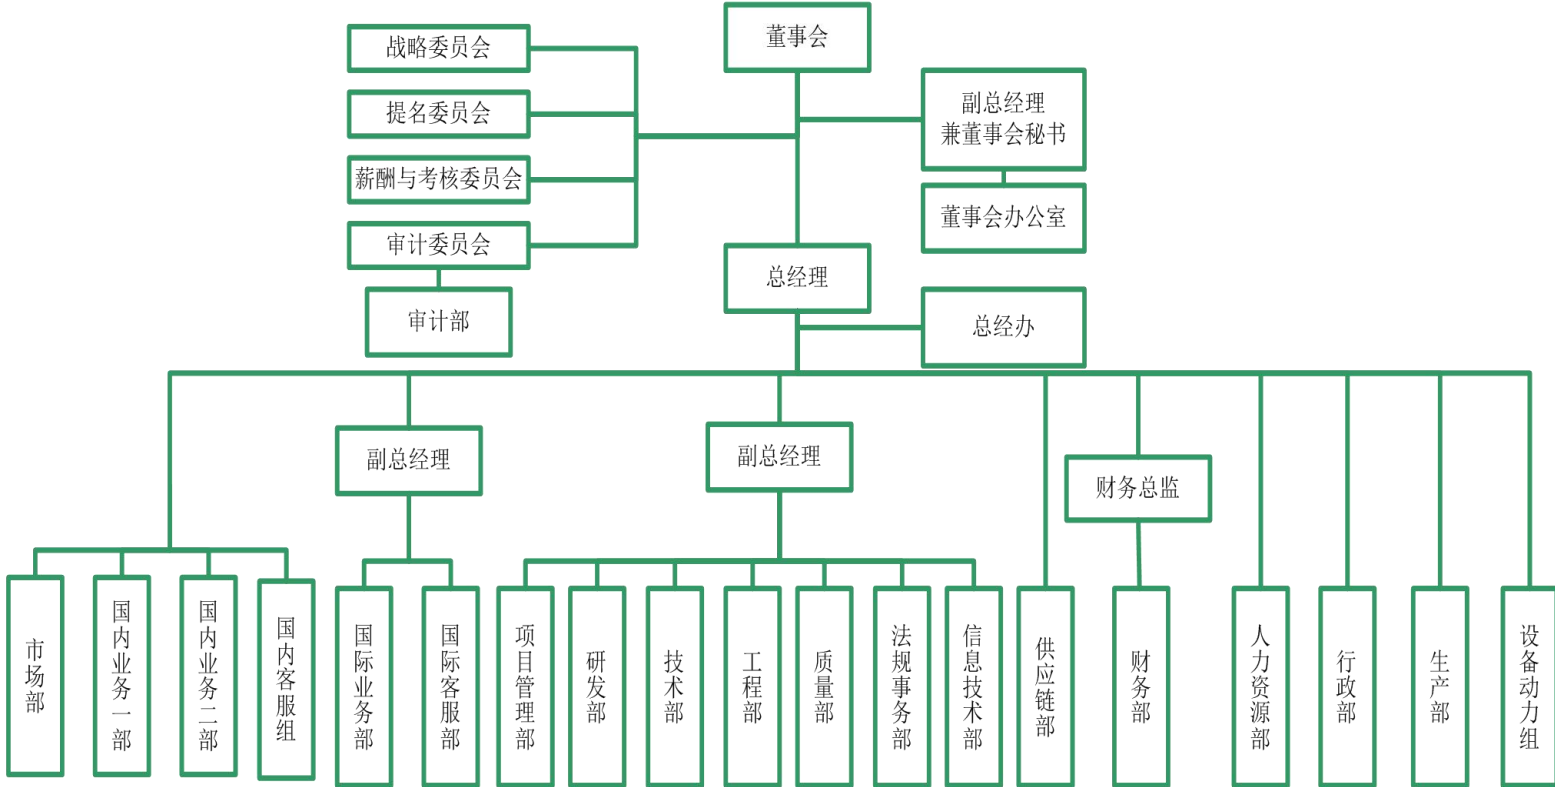 董事会
战略委员会
提名委员会
薪酬与考核委员会
审计委员会
审计部
副总经理
兼董事会秘书
董事会办公室
总经理
总经办
副总经理
副总经理
财务总监
市场部
国内业务一部
国内业务二部
国内客服组
国际业务部
国际客服部
项目管理部
研发部
技术部
工程部
质量部
法规事务部
信息技术部
供应链部
财务部
人力资源部
行政部
生产部
设备动力组